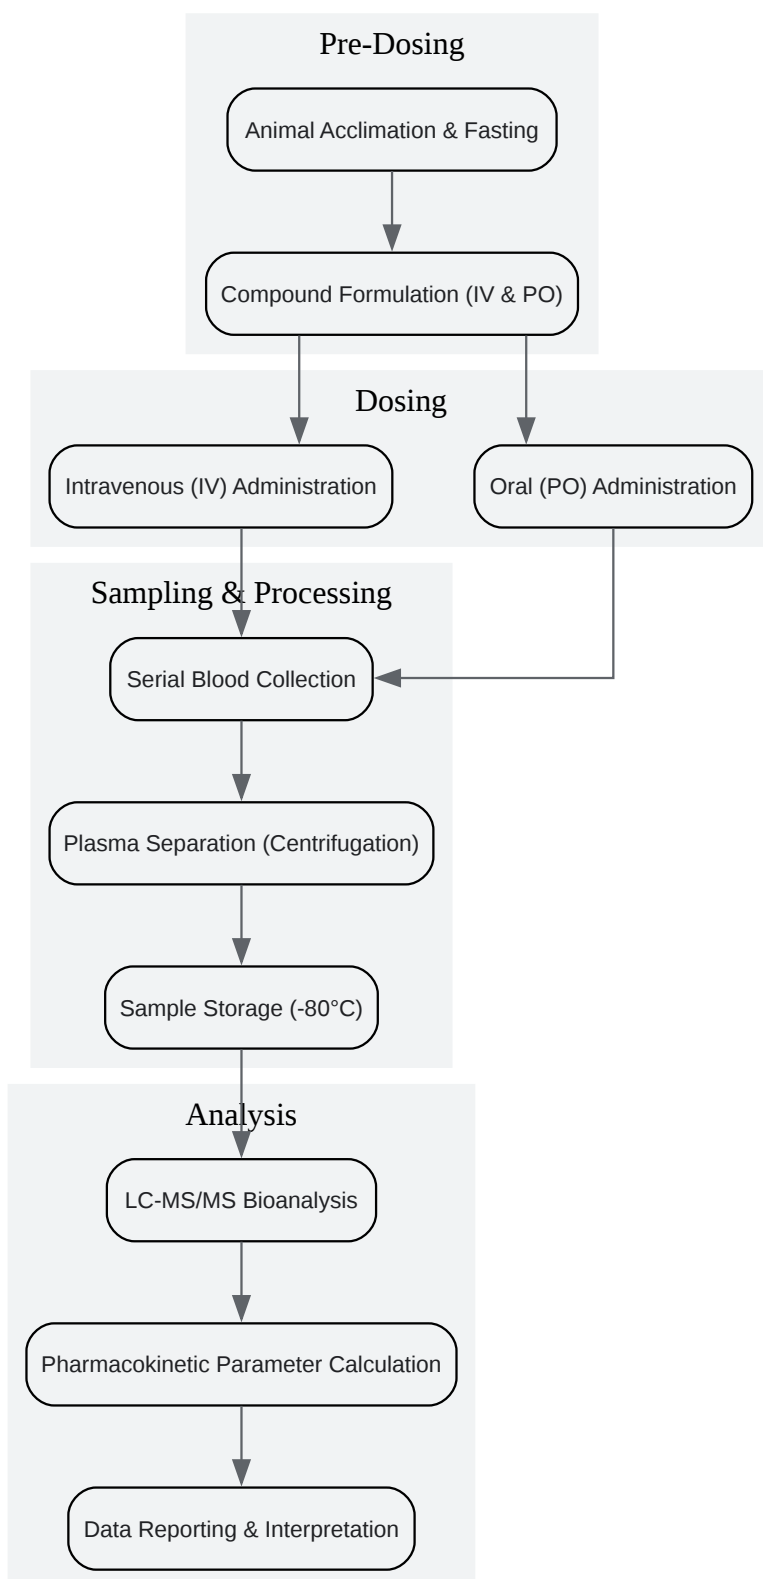 Pre-Dosing
Animal Acclimation & Fasting
Compound Formulation (IV & PO)
Dosing
Intravenous (IV) Administration
Oral (PO) Administration
Sampling & Processing
Serial Blood Collection
Plasma Separation (Centrifugation)
Sample Storage (-80°C)
Analysis
LC-MS/MS Bioanalysis
Pharmacokinetic Parameter Calculation
Data Reporting & Interpretation